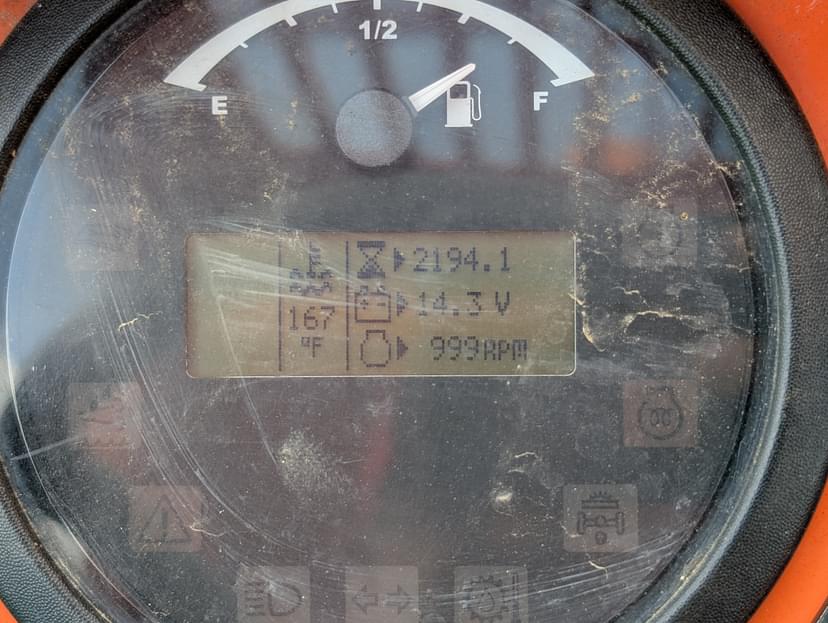 1/2
E F
2194.1
14.3 V
167 999 RPM
°F